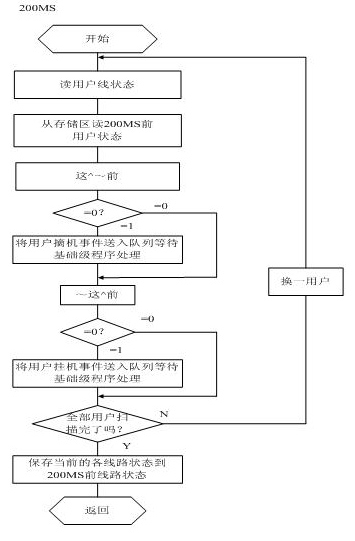 200MS
开始
读用户线状态
从存储区读200MS前
用户状态
这^～前
=0?
=0
=1
将用户摘机事件送入队列等待
基础级程序处理
～这^前
=0?
=0
=1
将用户挂机事件送入队列等待
基础级程序处理
换一用户
全部用户扫
描完了吗?
N
Y
保存当前的各线路状态到
200MS前线路状态
返回